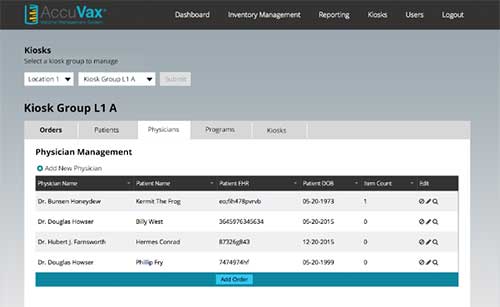 AccuVax
Vaccine Management System
Dashboard Inventory Management Reporting Kiosks Users Logout
Kiosks
Select a kiosk group to manage
Location 1 Kiosk Group L1 A Submit
Kiosk Group L1 A
Orders Patients Physicians Programs Kiosks
Physician Management
Add New Physician
Physician Name Patient Name Patient EHR Patient DOB Item Count Edit
Dr. Bunsen Honeydew Kermit The Frog 05-20-1973 1
Dr. Douglas Howser Billy West 3645976345634 05-20-2015 0
Dr. Hubert J. Farnsworth Hermes Conrad 87326g843 12-20-2015 0
Dr. Douglas Howser Phillip Fry 7474974hf 05-20-1999 0
Add Order